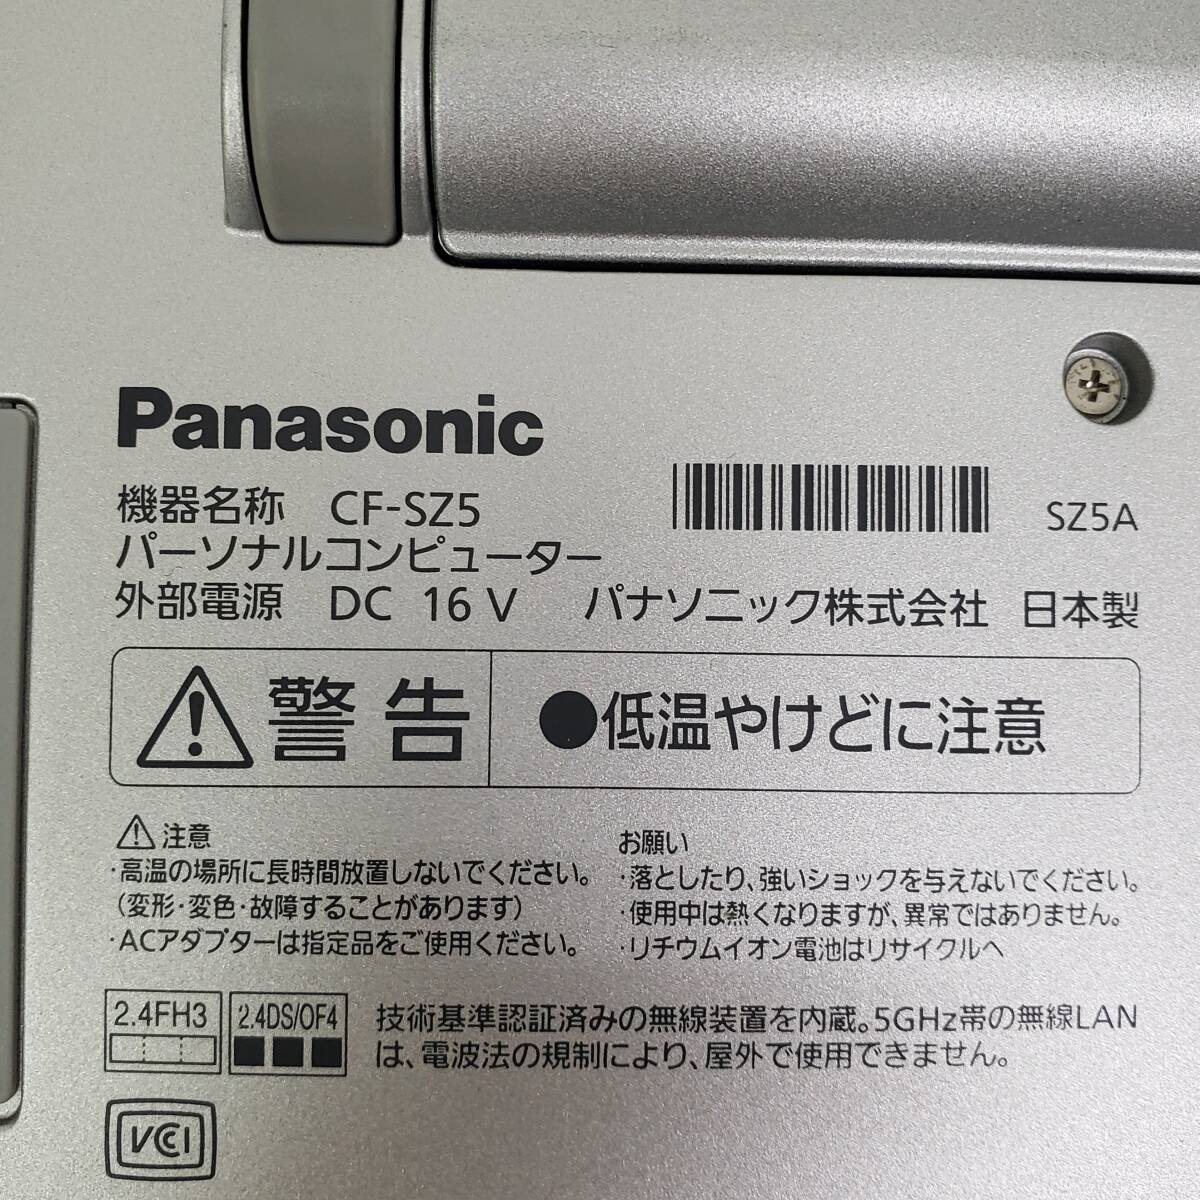 Panasonic
機器名称 CF-SZ5
SZ5A
パーソナルコンピューター
外部電源 DC 16 V パナソニック株式会社 日本製
警告 ●低温やけどに注意
注意
・高温の場所に長時間放置しないでください。
(変形・変色・故障することがあります)
・ACアダプターは指定品をご使用ください。
お願い
・落としたり、強いショックを与えないでください。
・使用中は熱くなりますが、異常ではありません。
・リチウムイオン電池はリサイクルへ
2.4FH3
2.4DS/OF4
技術基準認証済みの無線装置を内蔵。5GHz帯の無線LAN
は、電波法の規制により、屋外で使用できません。
VCCI